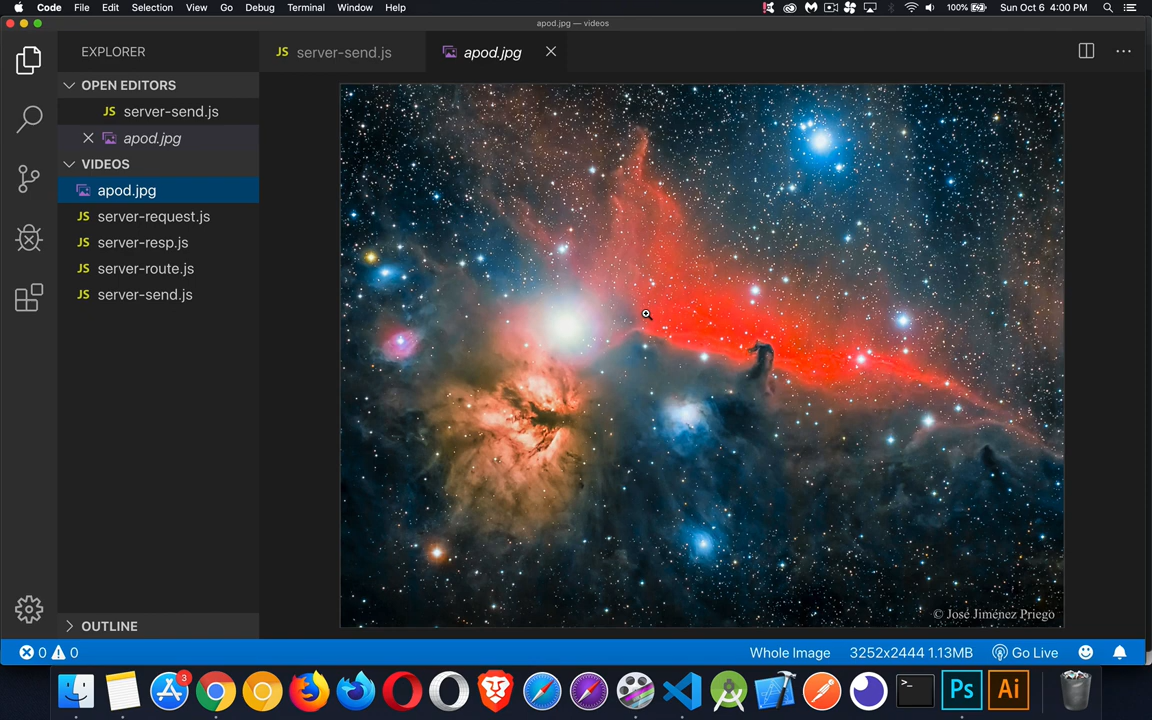 Code File Edit Selection View Go Debug Terminal Window Help 100% Sun Oct 6 4:00 PM
apod.jpg — videos
EXPLORER
JS server-send.js
apod.jpg
OPEN EDITORS
JS server-send.js
apod.jpg
VIDEOS
apod.jpg
JS server-request.js
JS server-resp.js
JS server-route.js
JS server-send.js
© José Jiménez Priego
OUTLINE
0 0 Whole Image 3252x2444 1.13MB Go Live
3
>_
Ps
Ai